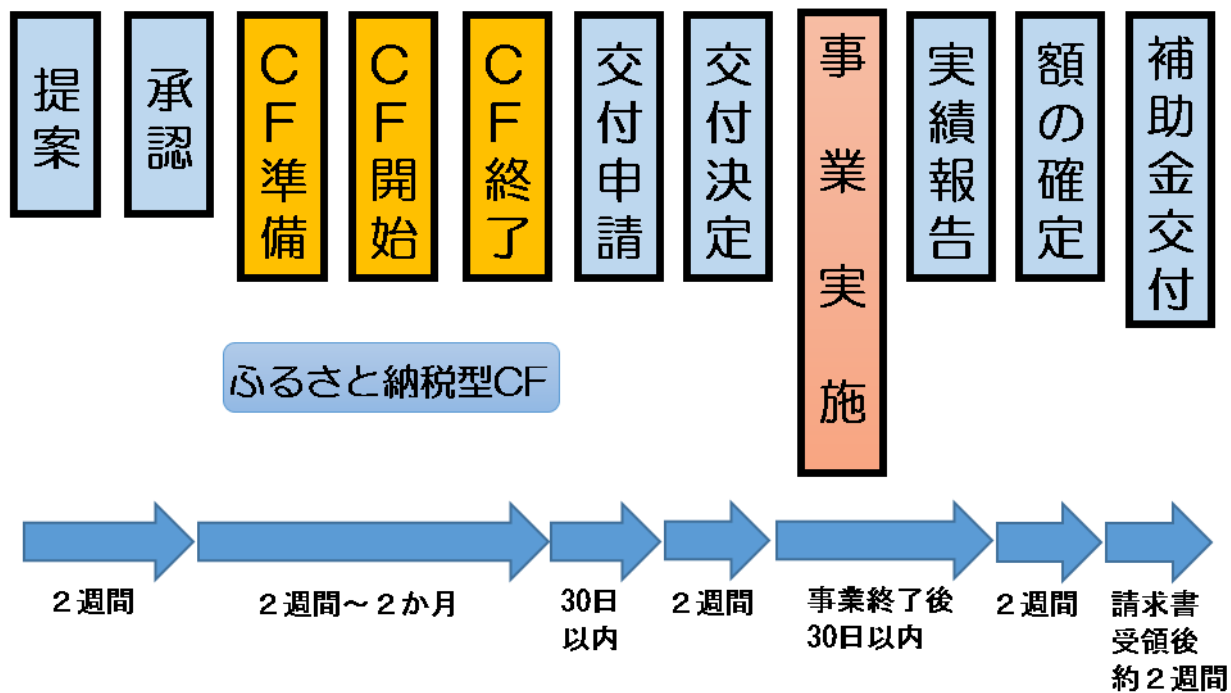 提案
承認
CF準備
CF開始
CF終了
交付申請
交付決定
事業実施
実績報告
額の確定
補助金交付
ふるさと納税型CF
２週間
２週間～２か月
30日
以内
２週間
事業終了後
30日以内
２週間
請求書
受領後
約２週間